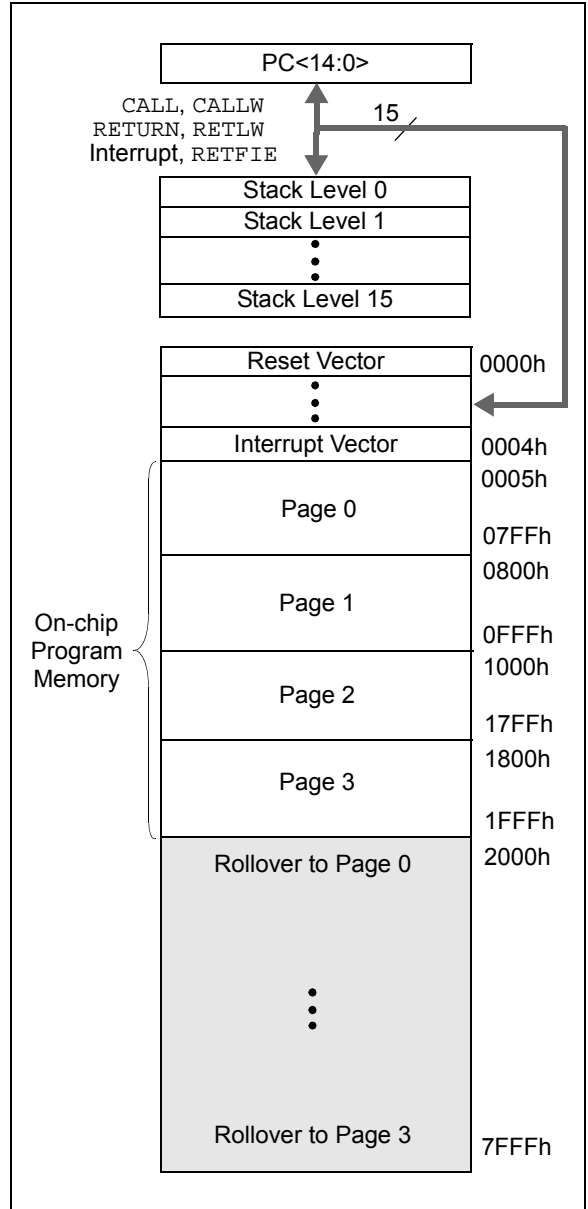 PC<14:0>
CALL, CALLW
15
RETURN, RETLW
Interrupt, RETFIE
Stack Level 0
Stack Level 1
Stack Level 15
Reset Vector
0000h
Interrupt Vector
0004h
0005h
Page 0
07FFh
0800h
Page 1
0FFFh
On-chip
Program
Memory
1000h
Page 2
17FFh
1800h
Page 3
1FFFh
2000h
Rollover to Page 0
Rollover to Page 3
7FFFh